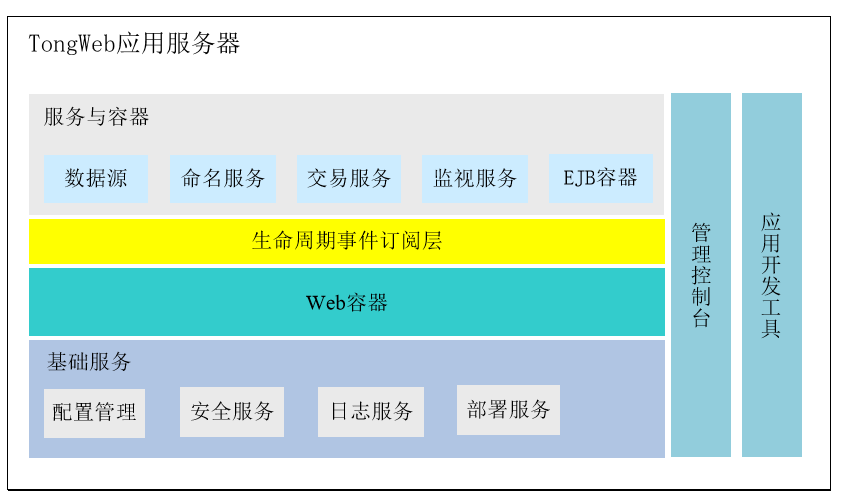 TongWeb应用服务器
服务与容器
数据源
命名服务
交易服务
监视服务
EJB容器
生命周期事件订阅层
Web容器
基础服务
配置管理
安全服务
日志服务
部署服务
管理控制台
应用开发工具